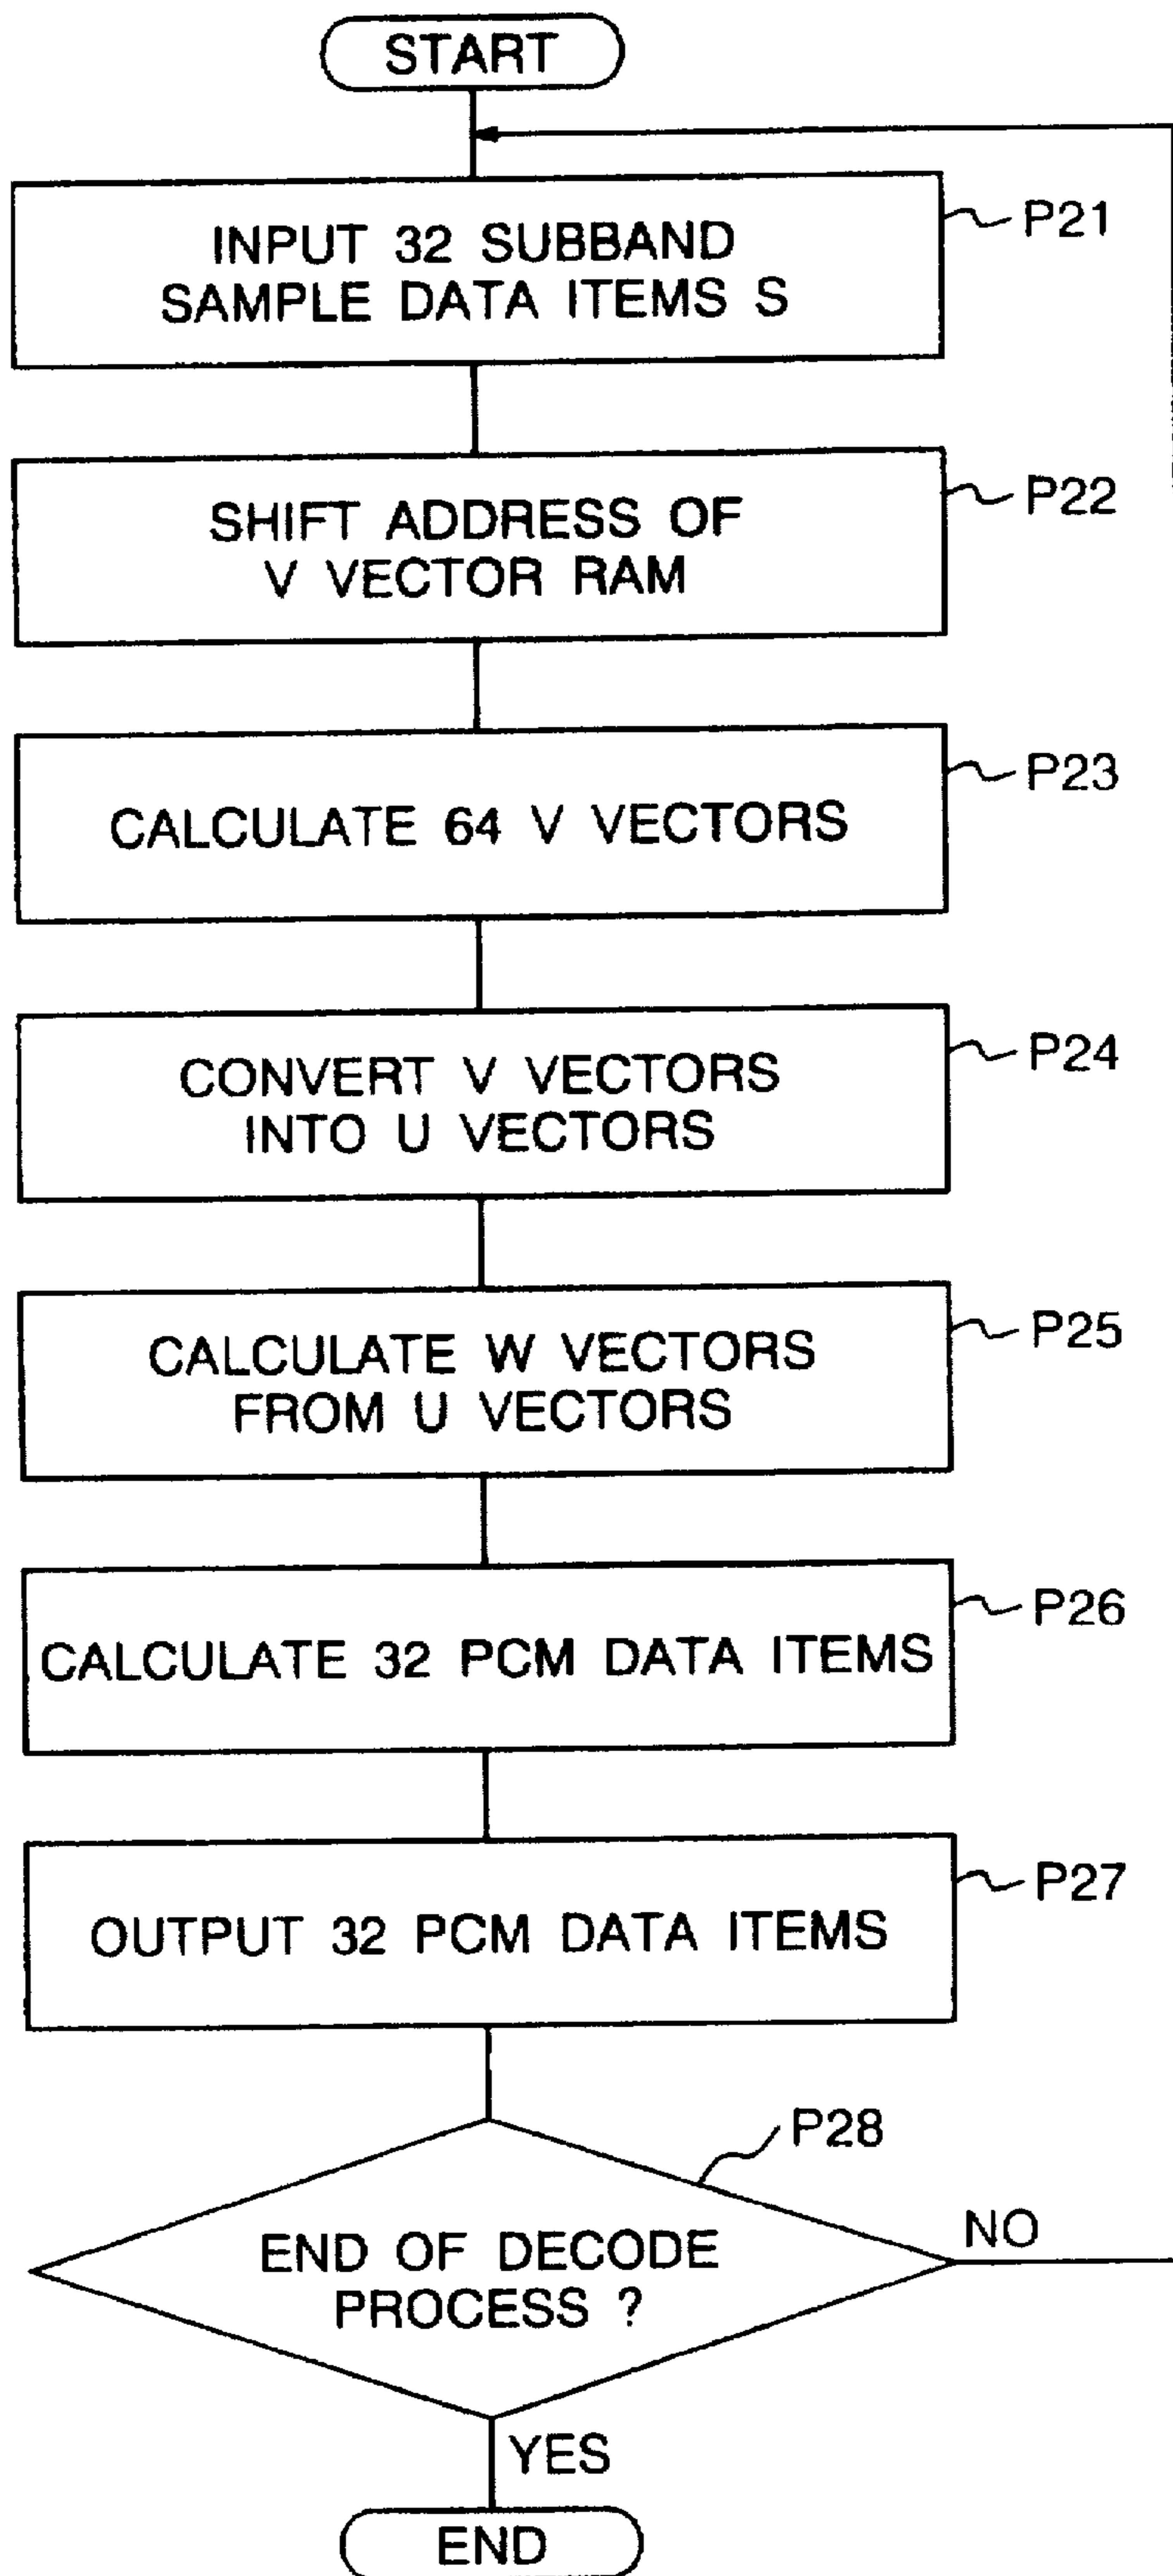 START
INPUT 32 SUBBAND
SAMPLE DATA ITEMS S
P21
SHIFT ADDRESS OF
V VECTOR RAM
P22
CALCULATE 64 V VECTORS
P23
CONVERT V VECTORS
INTO U VECTORS
P24
CALCULATE W VECTORS
FROM U VECTORS
P25
CALCULATE 32 PCM DATA ITEMS
P26
OUTPUT 32 PCM DATA ITEMS
P27
P28
END OF DECODE
PROCESS ?
NO
YES
END